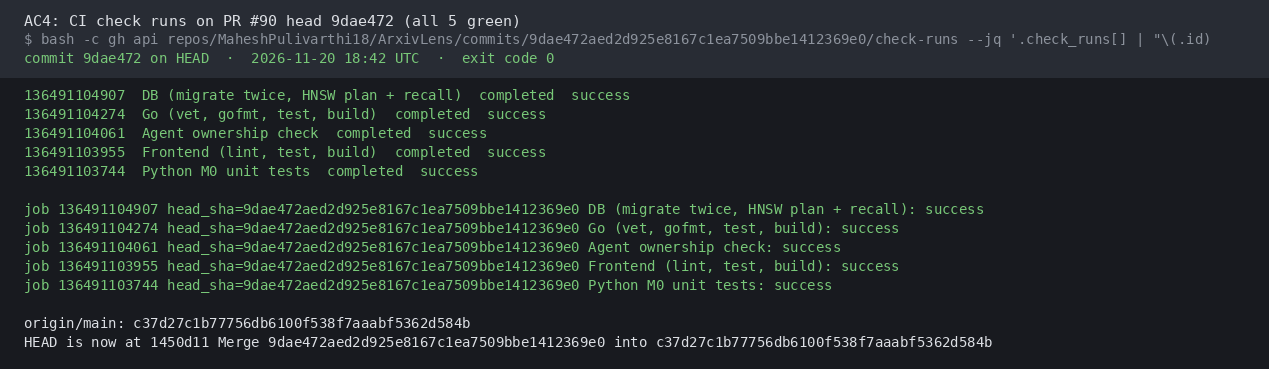 AC4: CI check runs on PR #90 head 9dae472 (all 5 green)
$ bash -c gh api repos/MaheshPulivarthi18/ArxivLens/commits/9dae472aed2d925e8167c1ea7509bbe1412369e0/check-runs --jq '.check_runs[] | "\(.id)
commit 9dae472 on HEAD · 2026-11-20 18:42 UTC · exit code 0
136491104907 DB (migrate twice, HNSW plan + recall) completed success
136491104274 Go (vet, gofmt, test, build) completed success
136491104061 Agent ownership check completed success
136491103955 Frontend (lint, test, build) completed success
136491103744 Python M0 unit tests completed success
job 136491104907 head_sha=9dae472aed2d925e8167c1ea7509bbe1412369e0 DB (migrate twice, HNSW plan + recall): success
job 136491104274 head_sha=9dae472aed2d925e8167c1ea7509bbe1412369e0 Go (vet, gofmt, test, build): success
job 136491104061 head_sha=9dae472aed2d925e8167c1ea7509bbe1412369e0 Agent ownership check: success
job 136491103955 head_sha=9dae472aed2d925e8167c1ea7509bbe1412369e0 Frontend (lint, test, build): success
job 136491103744 head_sha=9dae472aed2d925e8167c1ea7509bbe1412369e0 Python M0 unit tests: success
origin/main: c37d27c1b77756db6100f538f7aaabf5362d584b
HEAD is now at 1450d11 Merge 9dae472aed2d925e8167c1ea7509bbe1412369e0 into c37d27c1b77756db6100f538f7aaabf5362d584b